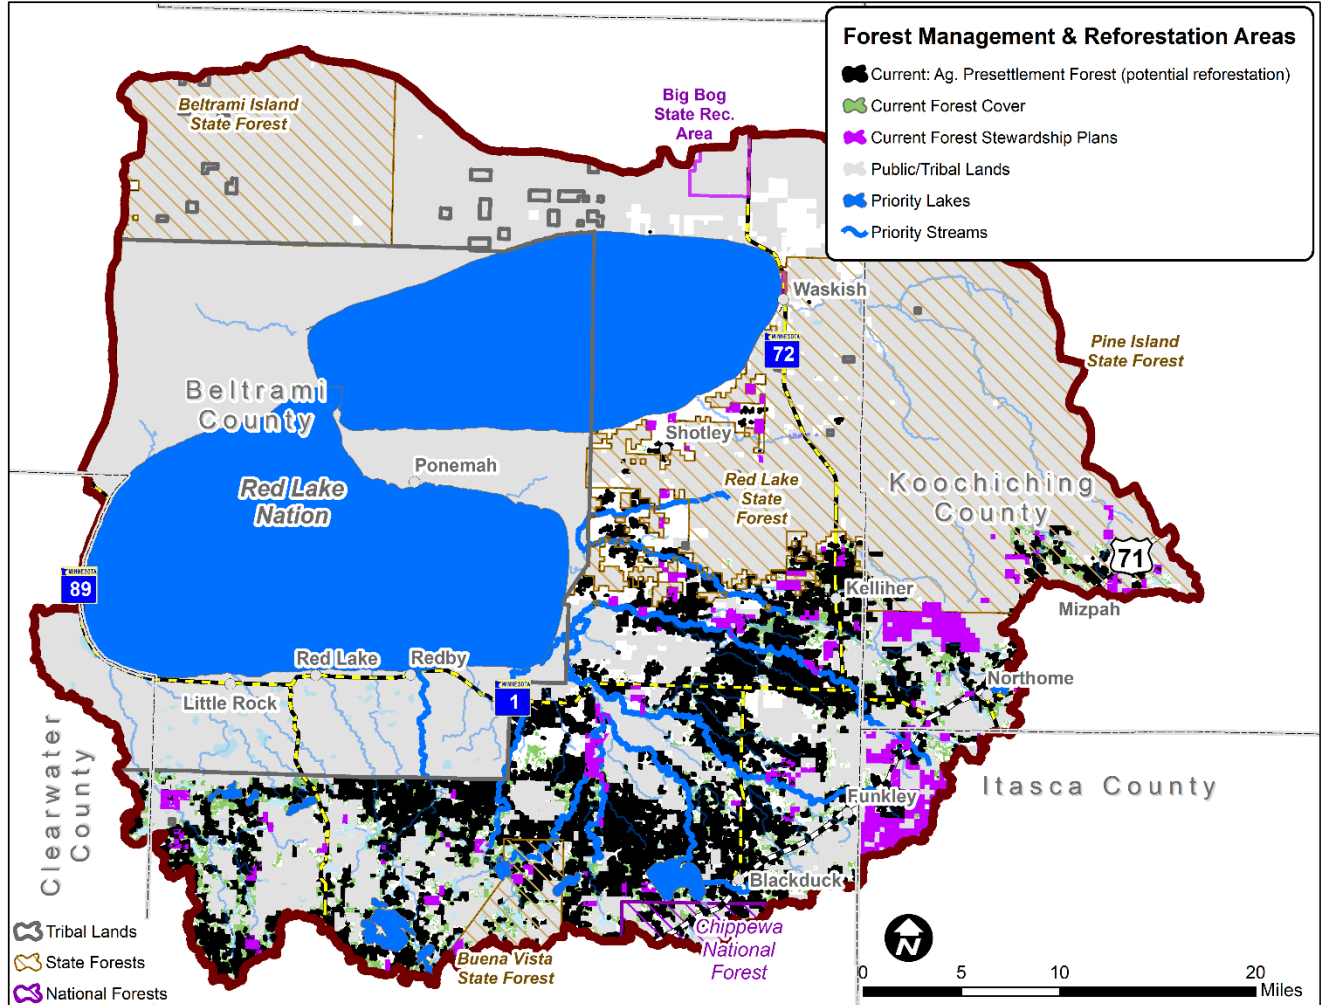 Forest Management & Reforestation Areas
Current: Ag. Presettlement Forest (potential reforestation)
Current Forest Cover
Current Forest Stewardship Plans
Public/Tribal Lands
Priority Lakes
Priority Streams
Beltrami Island
State Forest
Big Bog
State Rec.
Area
Waskish
MINNESOTA
72
Pine Island
State Forest
Beltrami
County
Shotley
Ponemah
Red Lake
Nation
Red Lake
State
Forest
Koochiching
County
71
MINNESOTA
89
Kelliher
Mizpah
Red Lake
Redby
Little Rock
MINNESOTA
1
Northome
Clearwater
County
Itasca County
Funkley
Blackduck
Buena Vista
State Forest
Chippewa
National
Forest
Tribal Lands
State Forests
National Forests
N
0 5 10 20
Miles